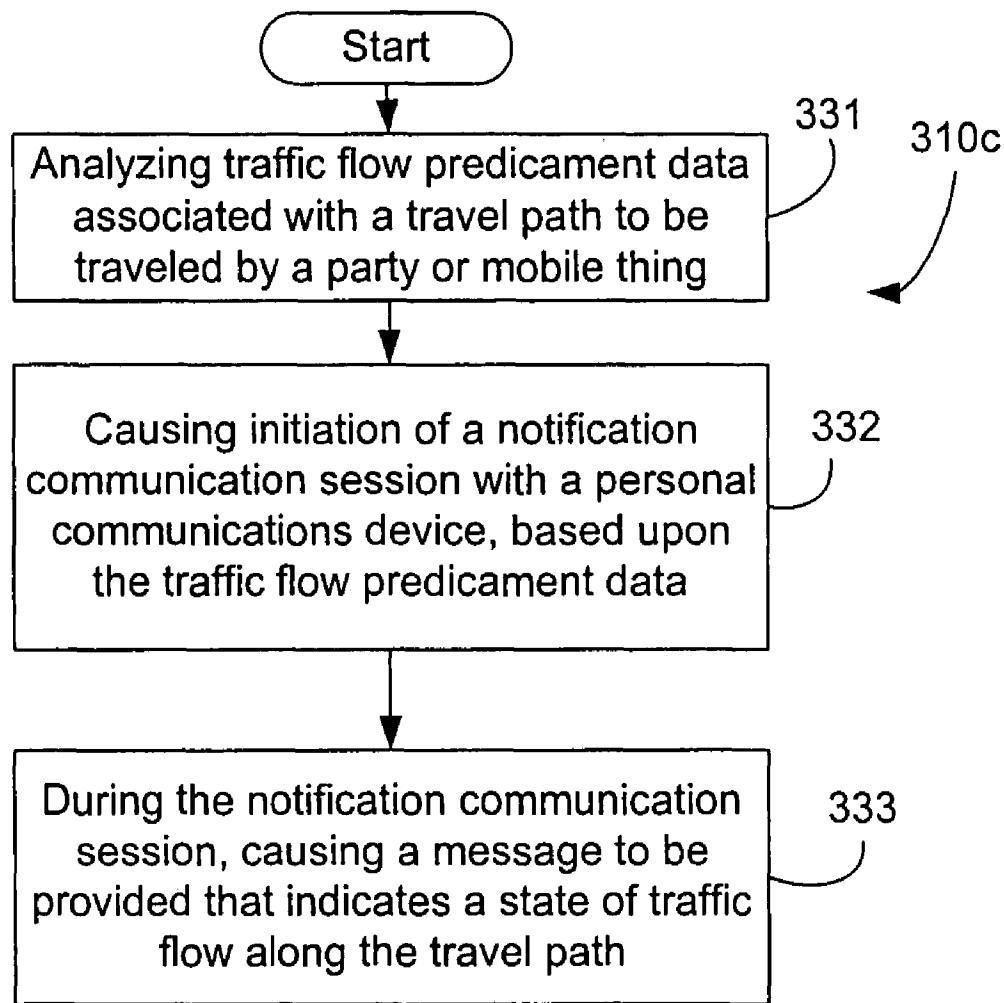 Start
331
310c
Analyzing traffic flow predicament data
associated with a travel path to be
traveled by a party or mobile thing
332
Causing initiation of a notification
communication session with a personal
communications device, based upon
the traffic flow predicament data
333
During the notification communication
session, causing a message to be
provided that indicates a state of traffic
flow along the travel path